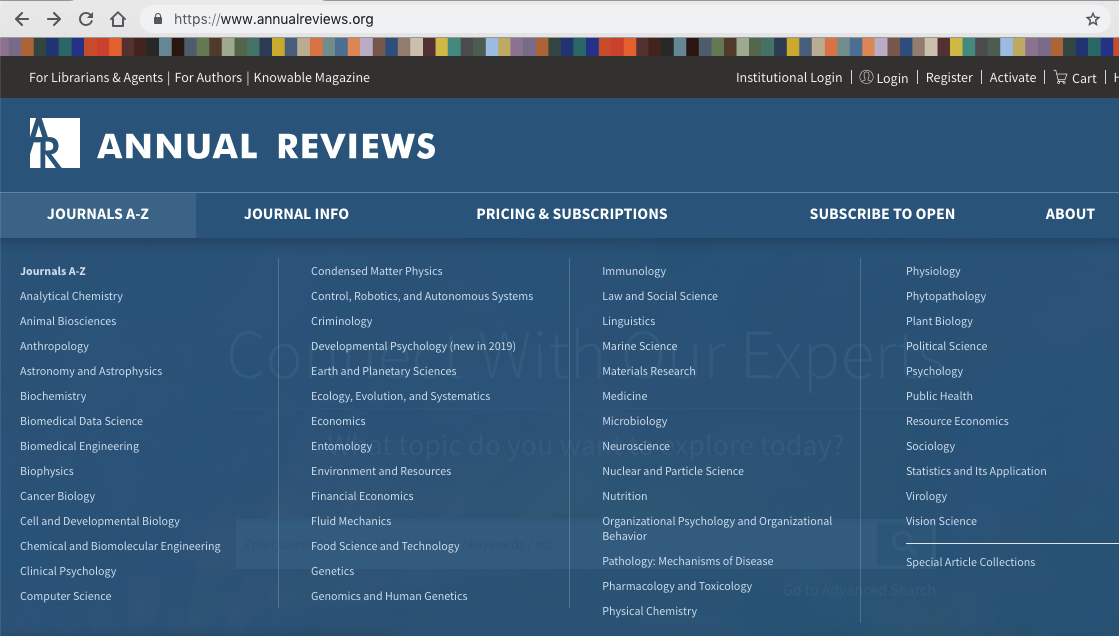 https://www.annualreviews.org
For Librarians & Agents | For Authors | Knowable Magazine
Institutional Login | Login | Register | Activate | Cart |
AR ANNUAL REVIEWS
JOURNALS A-Z
JOURNAL INFO
PRICING & SUBSCRIPTIONS
SUBSCRIBE TO OPEN
ABOUT
Journals A-Z
Analytical Chemistry
Animal Biosciences
Anthropology
Astronomy and Astrophysics
Biochemistry
Biomedical Data Science
Biomedical Engineering
Biophysics
Cancer Biology
Cell and Developmental Biology
Chemical and Biomolecular Engineering
Clinical Psychology
Computer Science
Condensed Matter Physics
Control, Robotics, and Autonomous Systems
Criminology
Developmental Psychology (new in 2019)
Earth and Planetary Sciences
Ecology, Evolution, and Systematics
Economics
Entomology
Environment and Resources
Financial Economics
Fluid Mechanics
Food Science and Technology
Genetics
Genomics and Human Genetics
Immunology
Law and Social Science
Linguistics
Marine Science
Materials Research
Medicine
Microbiology
Neuroscience
Nuclear and Particle Science
Nutrition
Organizational Psychology and Organizational
Behavior
Pathology: Mechanisms of Disease
Pharmacology and Toxicology
Physical Chemistry
Physiology
Phytopathology
Plant Biology
Political Science
Psychology
Public Health
Resource Economics
Sociology
Statistics and Its Application
Virology
Vision Science
Special Article Collections
Connect With Our Experts
What topic do you want to explore today?
Go to Advanced Search